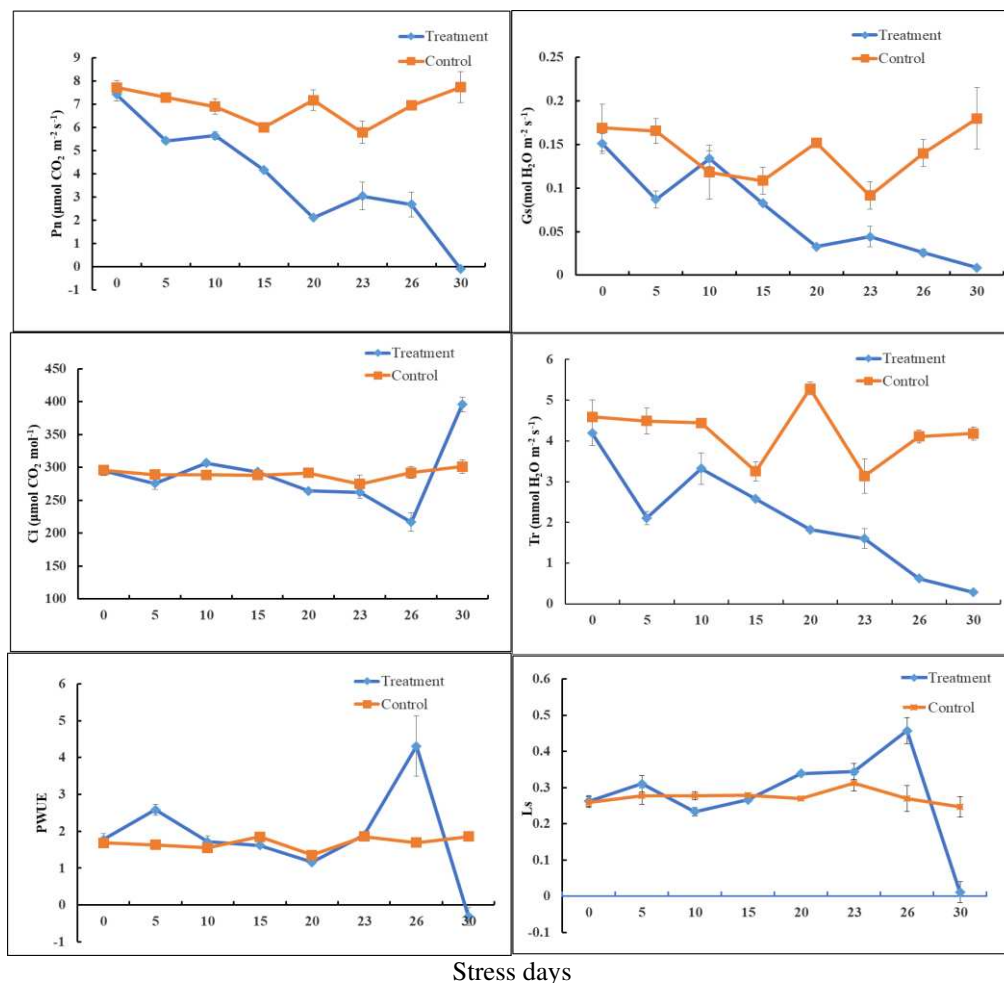 Treatment
Control
Pn (µmol CO₂ m⁻² s⁻¹)
9
8
7
6
5
4
3
2
1
0
-1
0 5 10 15 20 23 26 30
Treatment
Control
Gs(mol H₂O m⁻² s⁻¹)
0.25
0.2
0.15
0.1
0.05
0
0 5 10 15 20 23 26 30
Treatment
Control
Ci (µmol CO₂ mol⁻¹)
450
400
350
300
250
200
150
100
0 5 10 15 20 23 26 30
Treatment
Control
Tr (mmol H₂O m⁻² s⁻¹)
6
5
4
3
2
1
0
0 5 10 15 20 23 26 30
Treatment
Control
PWUE
6
5
4
3
2
1
0
-1
0 5 10 15 20 23 26 30
Treatment
Control
Ls
0.6
0.5
0.4
0.3
0.2
0.1
0
-0.1
0 5 10 15 20 23 26 30
Stress days